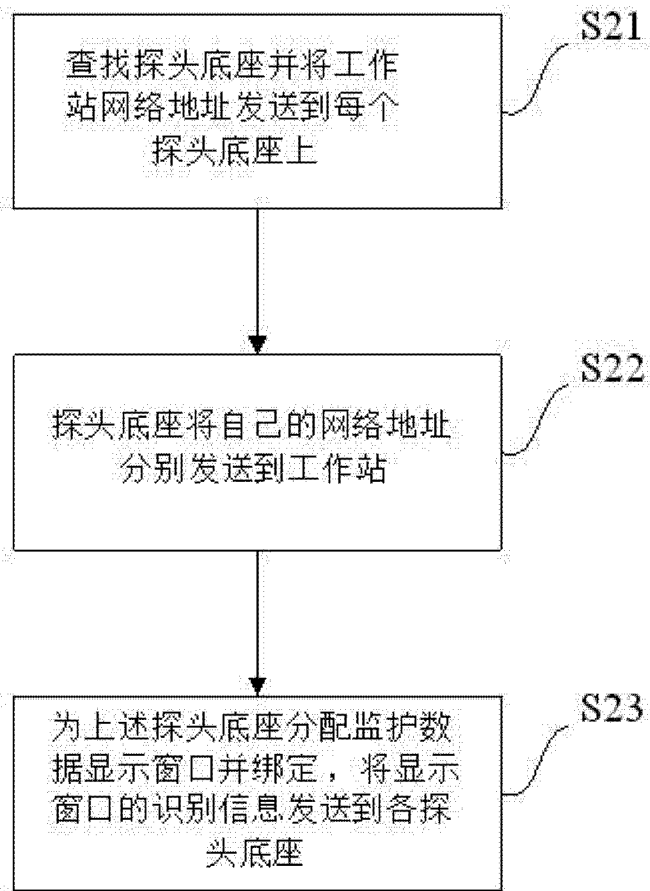 S21
查找探头底座并将工作
站网络地址发送到每个
探头底座上
S22
探头底座将自己的网络地址
分别发送到工作站
S23
为上述探头底座分配监护数
据显示窗口并绑定，将显示
窗口的识别信息发送到各探
头底座